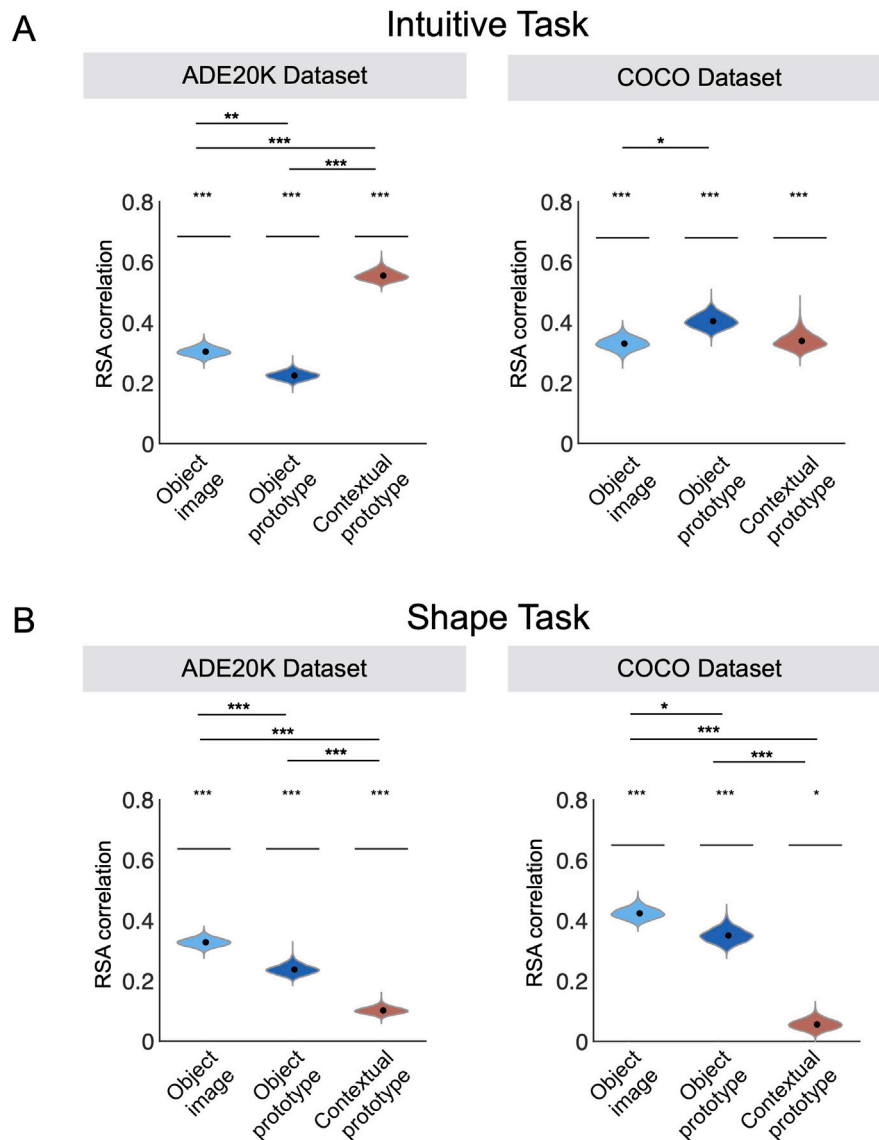 A
Intuitive Task
ADE20K Dataset
COCO Dataset
**
***
***
*
*** *** ***
*** *** ***
RSA correlation
0.8
0.6
0.4
0.2
0
RSA correlation
0.8
0.6
0.4
0.2
0
Object
image
Object
prototype
Contextual
prototype
Object
image
Object
prototype
Contextual
prototype
B
Shape Task
ADE20K Dataset
COCO Dataset
***
***
***
*
***
***
*** *** ***
*** *** *
RSA correlation
0.8
0.6
0.4
0.2
0
RSA correlation
0.8
0.6
0.4
0.2
0
Object
image
Object
prototype
Contextual
prototype
Object
image
Object
prototype
Contextual
prototype